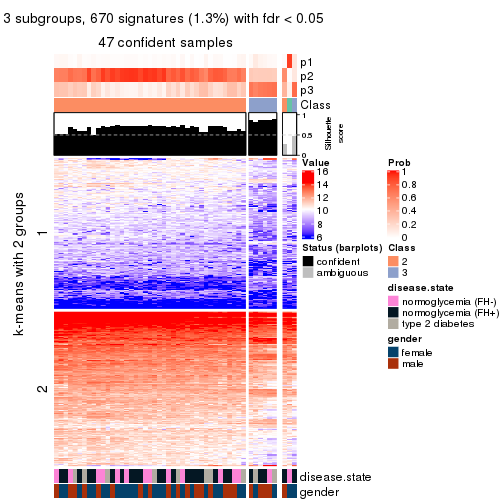 3 subgroups, 670 signatures (1.3%) with fdr < 0.05
47 confident samples
p1
p2
p3
Class
1
0.5
0
Silhouette
score
k-means with 2 groups
1
2
disease.state
gender
Value
16
14
12
10
8
6
Status (barplots)
confident
ambiguous
Prob
1
0.8
0.6
0.4
0.2
0
Class
2
3
disease.state
normoglycemia (FH-)
normoglycemia (FH+)
type 2 diabetes
gender
female
male